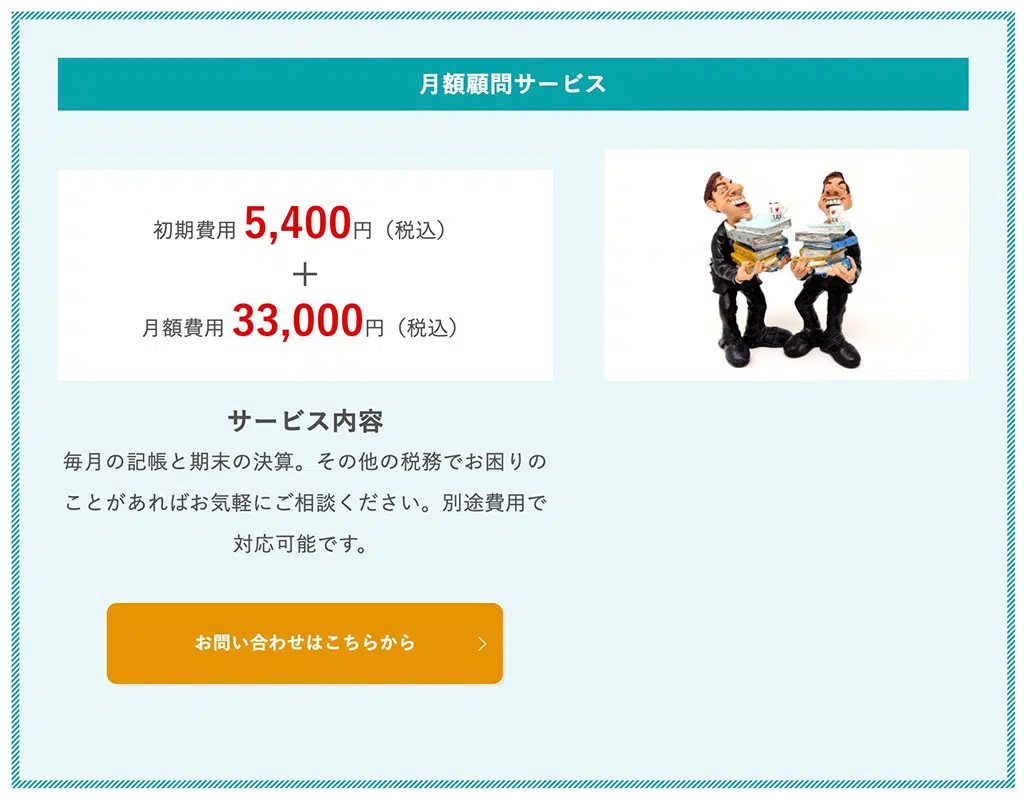 月額顧問サービス
初期費用 5,400円（税込）
＋
月額費用 33,000円（税込）
I ♥
TAX
I ♥
TAX
サービス内容
毎月の記帳と期末の決算。その他の税務でお困りの
ことがあればお気軽にご相談ください。別途費用で
対応可能です。
お問い合わせはこちらから